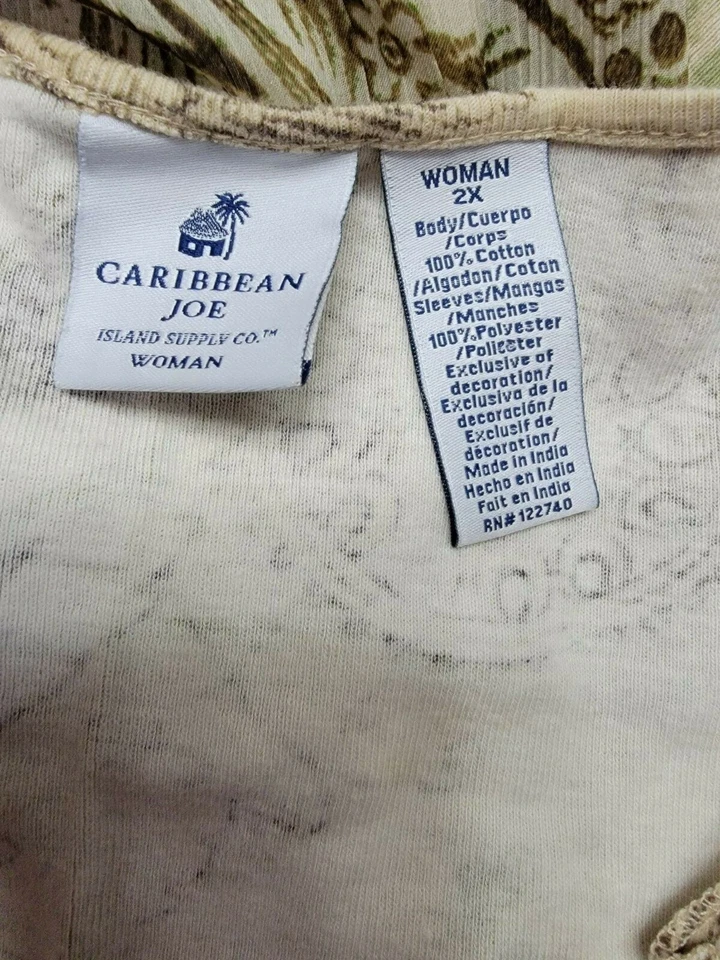 CARIBBEAN
JOE
ISLAND SUPPLY CO.™
WOMAN
WOMAN
2X
Body/Cuerpo
/Corps
100% Cotton
/Algodon/Coton
Sleeves/Mangas
/Manches
100% Polyester
/Poliester
Exclusive of
decoration/
Exclusiva de la
decoración/
Exclusif de
décoration/
Made in India
Hecho en India
Fait en India
RN# 122740